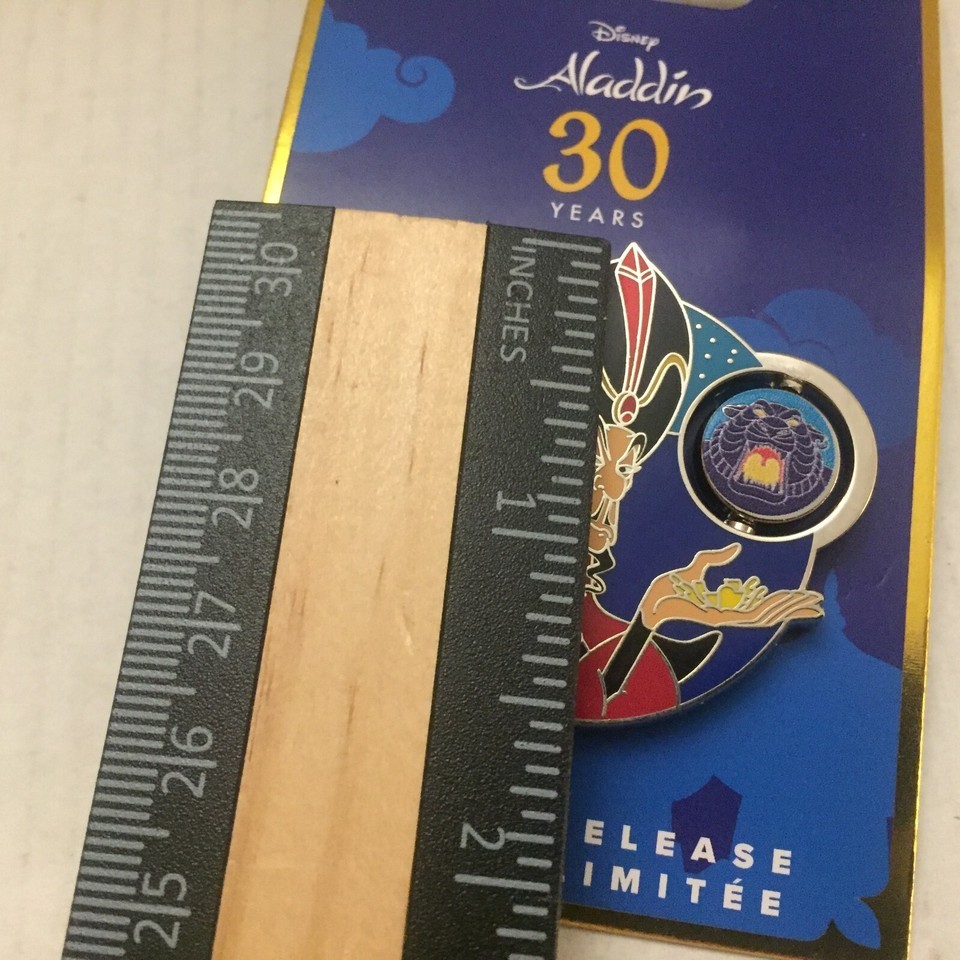 Disney
Aladdin
30
YEARS
INCHES
1
2
30
29
28
27
26
25
ELEASE
IMITÉE